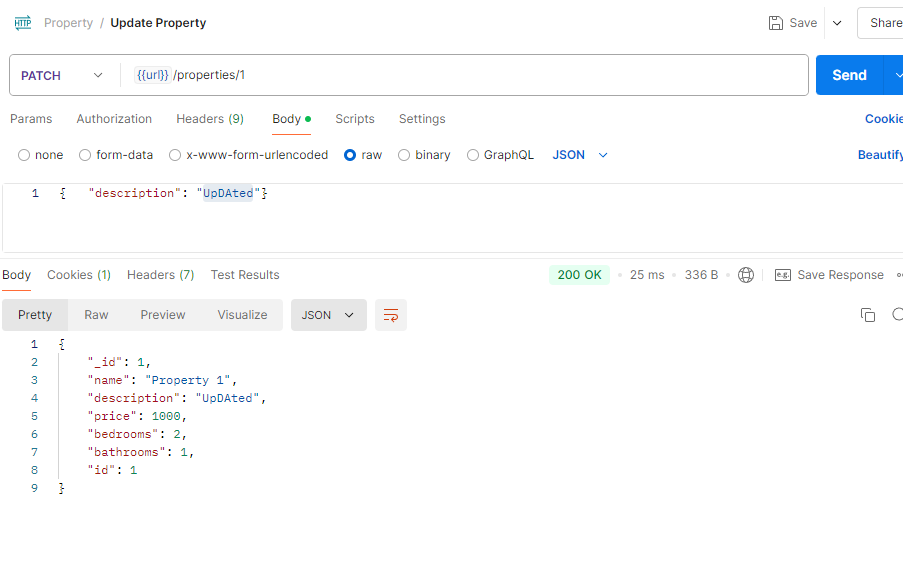 HTTP Property / Update Property Save Share
PATCH {{url}}/properties/1 Send
Params Authorization Headers (9) Body Scripts Settings Cookie
none form-data x-www-form-urlencoded raw binary GraphQL JSON Beautify
1 { "description": "UpDAted"}
Body Cookies (1) Headers (7) Test Results 200 OK • 25 ms • 336 B • e.g. Save Response
Pretty Raw Preview Visualize JSON
1 {
2 "_id": 1,
3 "name": "Property 1",
4 "description": "UpDAted",
5 "price": 1000,
6 "bedrooms": 2,
7 "bathrooms": 1,
8 "id": 1
9 }